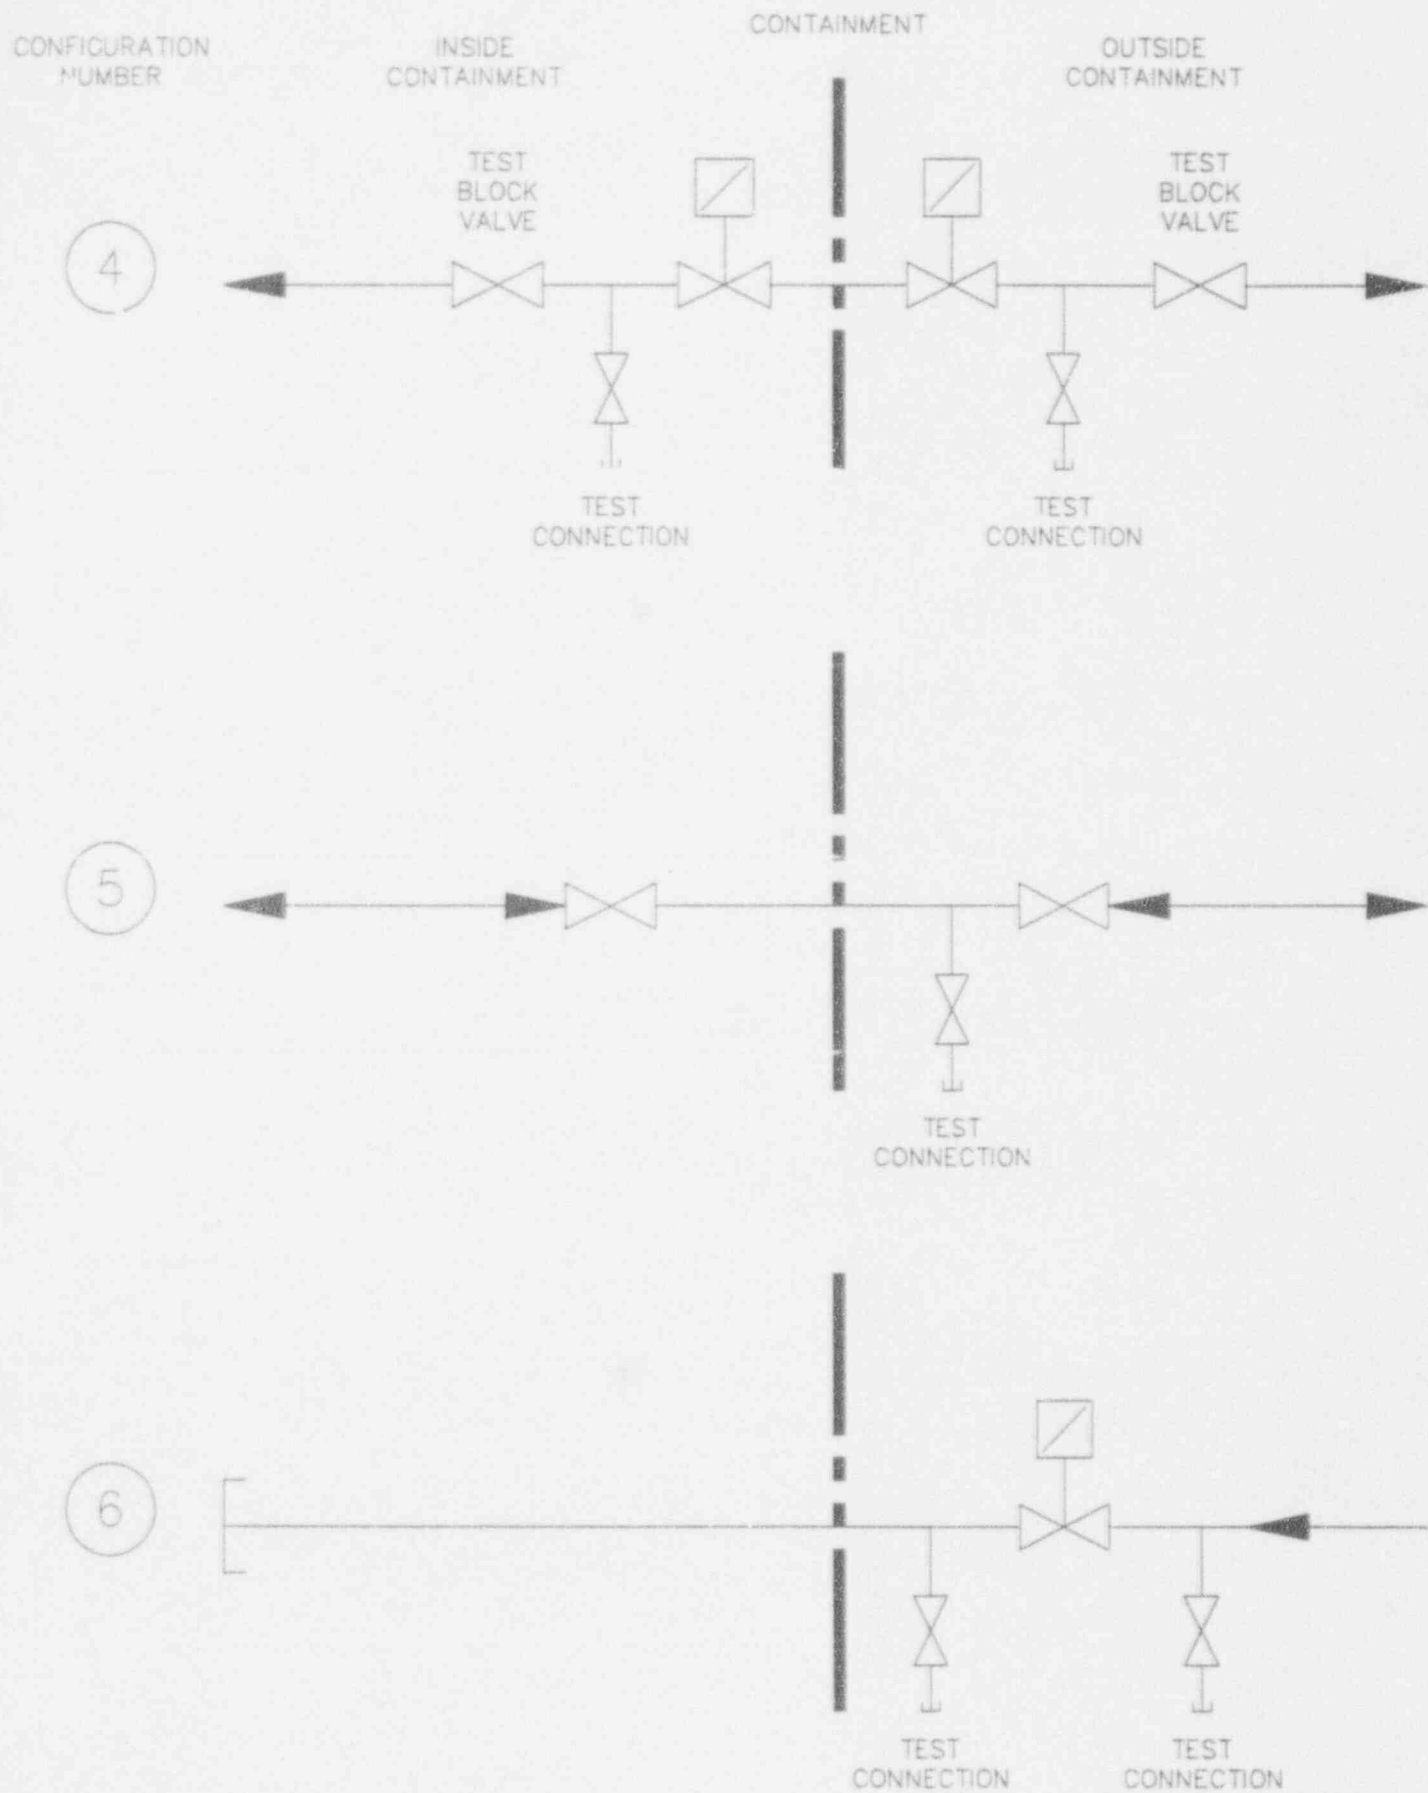 CONFIGURATION
NUMBER
INSIDE
CONTAINMENT
CONTAINMENT
OUTSIDE
CONTAINMENT
4
TEST
BLOCK
VALVE
TEST
BLOCK
VALVE
TEST
CONNECTION
TEST
CONNECTION
5
TEST
CONNECTION
6
TEST
CONNECTION
TEST
CONNECTION